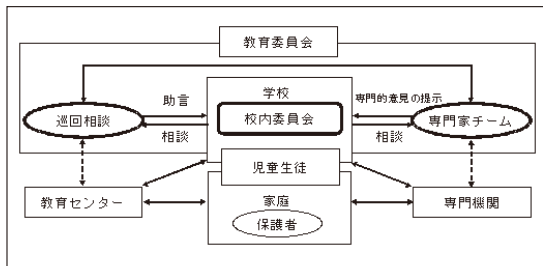 教育委員会
学校
助言
専門的意見の提示
巡回相談
校内委員会
専門家チーム
相談
相談
児童生徒
教育センター
家庭
専門機関
保護者